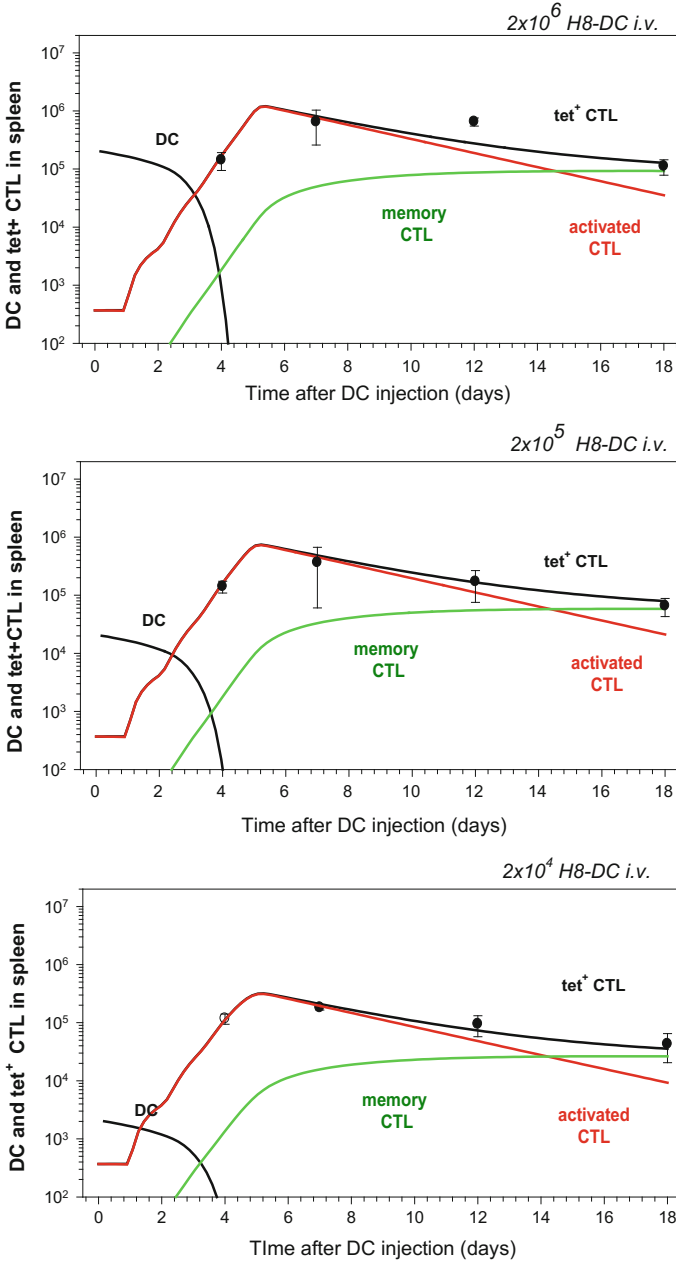 2x10^6 H8-DC i.v.
DC and tet+ CTL in spleen
10^7
10^6
10^5
10^4
10^3
10^2
DC
tet^+ CTL
memory
CTL
activated
CTL
0 2 4 6 8 10 12 14 16 18
Time after DC injection (days)
2x10^5 H8-DC i.v.
DC and tet+CTL in spleen
10^7
10^6
10^5
10^4
10^3
10^2
DC
tet^+ CTL
memory
CTL
activated
CTL
0 2 4 6 8 10 12 14 16 18
Time after DC injection (days)
2x10^4 H8-DC i.v.
DC and tet^+ CTL in spleen
10^7
10^6
10^5
10^4
10^3
10^2
DC
tet^+ CTL
memory
CTL
activated
CTL
0 2 4 6 8 10 12 14 16 18
TIme after DC injection (days)